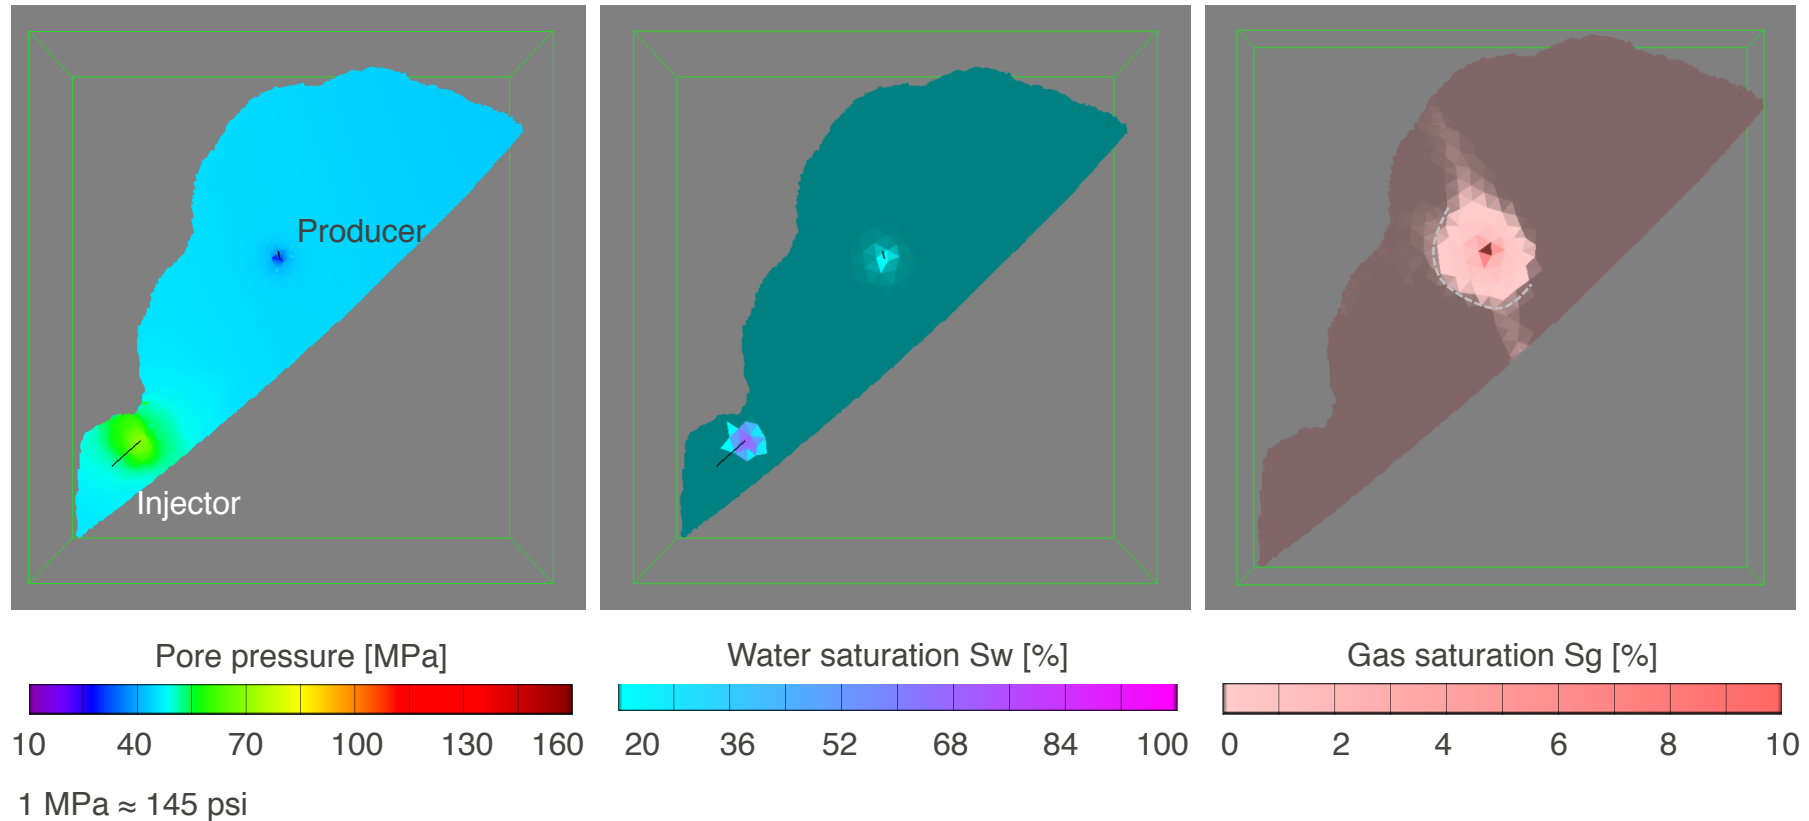 Producer
Injector
Pore pressure [MPa]
10 40 70 100 130 160
1 MPa ≈ 145 psi
Water saturation Sw [%]
20 36 52 68 84 100
Gas saturation Sg [%]
0 2 4 6 8 10